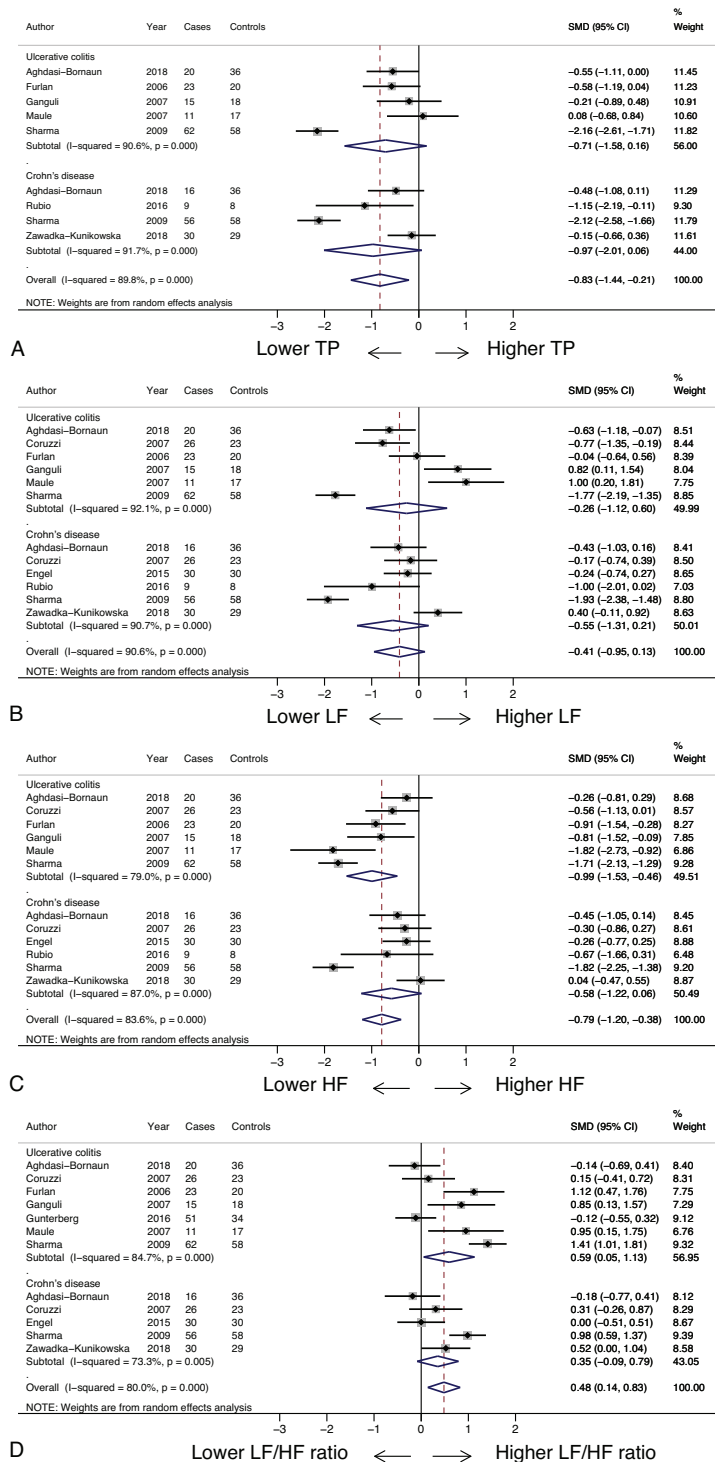 %
Author Year Cases Controls SMD (95% CI) Weight
Ulcerative colitis
Aghdasi−Bornaun 2018 20 36 −0.55 (−1.11, 0.00) 11.45
Furlan 2006 23 20 −0.58 (−1.19, 0.04) 11.23
Ganguli 2007 15 18 −0.21 (−0.89, 0.48) 10.91
Maule 2007 11 17 0.08 (−0.68, 0.84) 10.60
Sharma 2009 62 58 −2.16 (−2.61, −1.71) 11.82
Subtotal (I−squared = 90.6%, p = 0.000) −0.71 (−1.58, 0.16) 56.00
.
Crohn's disease
Aghdasi−Bornaun 2018 16 36 −0.48 (−1.08, 0.11) 11.29
Rubio 2016 9 8 −1.15 (−2.19, −0.11) 9.30
Sharma 2009 56 58 −2.12 (−2.58, −1.66) 11.79
Zawadka−Kunikowska 2018 30 29 −0.15 (−0.66, 0.36) 11.61
Subtotal (I−squared = 91.7%, p = 0.000) −0.97 (−2.01, 0.06) 44.00
.
Overall (I−squared = 89.8%, p = 0.000) −0.83 (−1.44, −0.21) 100.00
NOTE: Weights are from random effects analysis
−3 −2 −1 0 1 2
A Lower TP Higher TP
%
Author Year Cases Controls SMD (95% CI) Weight
Ulcerative colitis
Aghdasi−Bornaun 2018 20 36 −0.63 (−1.18, −0.07) 8.51
Coruzzi 2007 26 23 −0.77 (−1.35, −0.19) 8.44
Furlan 2006 23 20 −0.04 (−0.64, 0.56) 8.39
Ganguli 2007 15 18 0.82 (0.11, 1.54) 8.04
Maule 2007 11 17 1.00 (0.20, 1.81) 7.75
Sharma 2009 62 58 −1.77 (−2.19, −1.35) 8.85
Subtotal (I−squared = 92.1%, p = 0.000) −0.26 (−1.12, 0.60) 49.99
.
Crohn's disease
Aghdasi−Bornaun 2018 16 36 −0.43 (−1.03, 0.16) 8.41
Coruzzi 2007 26 23 −0.17 (−0.74, 0.39) 8.50
Engel 2015 30 30 −0.24 (−0.74, 0.27) 8.65
Rubio 2016 9 8 −1.00 (−2.01, 0.02) 7.03
Sharma 2009 56 58 −1.93 (−2.38, −1.48) 8.80
Zawadka−Kunikowska 2018 30 29 0.40 (−0.11, 0.92) 8.63
Subtotal (I−squared = 90.7%, p = 0.000) −0.55 (−1.31, 0.21) 50.01
.
Overall (I−squared = 90.6%, p = 0.000) −0.41 (−0.95, 0.13) 100.00
NOTE: Weights are from random effects analysis
−3 −2 −1 0 1 2
B Lower LF Higher LF
%
Author Year Cases Controls SMD (95% CI) Weight
Ulcerative colitis
Aghdasi−Bornaun 2018 20 36 −0.26 (−0.81, 0.29) 8.68
Coruzzi 2007 26 23 −0.56 (−1.13, 0.01) 8.57
Furlan 2006 23 20 −0.91 (−1.54, −0.28) 8.27
Ganguli 2007 15 18 −0.81 (−1.52, −0.09) 7.85
Maule 2007 11 17 −1.82 (−2.73, −0.92) 6.86
Sharma 2009 62 58 −1.71 (−2.13, −1.29) 9.28
Subtotal (I−squared = 79.0%, p = 0.000) −0.99 (−1.53, −0.46) 49.51
.
Crohn's disease
Aghdasi−Bornaun 2018 16 36 −0.45 (−1.05, 0.14) 8.45
Coruzzi 2007 26 23 −0.30 (−0.86, 0.27) 8.61
Engel 2015 30 30 −0.26 (−0.77, 0.25) 8.88
Rubio 2016 9 8 −0.67 (−1.66, 0.31) 6.48
Sharma 2009 56 58 −1.82 (−2.25, −1.38) 9.20
Zawadka−Kunikowska 2018 30 29 0.04 (−0.47, 0.55) 8.87
Subtotal (I−squared = 87.0%, p = 0.000) −0.58 (−1.22, 0.06) 50.49
.
Overall (I−squared = 83.6%, p = 0.000) −0.79 (−1.20, −0.38) 100.00
NOTE: Weights are from random effects analysis
−3 −2 −1 0 1 2
C Lower HF Higher HF
%
Author Year Cases Controls SMD (95% CI) Weight
Ulcerative colitis
Aghdasi−Bornaun 2018 20 36 −0.14 (−0.69, 0.41) 8.40
Coruzzi 2007 26 23 0.15 (−0.41, 0.72) 8.31
Furlan 2006 23 20 1.12 (0.47, 1.76) 7.75
Ganguli 2007 15 18 0.85 (0.13, 1.57) 7.29
Gunterberg 2016 51 34 −0.12 (−0.55, 0.32) 9.12
Maule 2007 11 17 0.95 (0.15, 1.75) 6.76
Sharma 2009 62 58 1.41 (1.01, 1.81) 9.32
Subtotal (I−squared = 84.7%, p = 0.000) 0.59 (0.05, 1.13) 56.95
.
Crohn's disease
Aghdasi−Bornaun 2018 16 36 −0.18 (−0.77, 0.41) 8.12
Coruzzi 2007 26 23 0.31 (−0.26, 0.87) 8.29
Engel 2015 30 30 0.00 (−0.51, 0.51) 8.67
Sharma 2009 56 58 0.98 (0.59, 1.37) 9.39
Zawadka−Kunikowska 2018 30 29 0.52 (0.00, 1.04) 8.58
Subtotal (I−squared = 73.3%, p = 0.005) 0.35 (−0.09, 0.79) 43.05
.
Overall (I−squared = 80.0%, p = 0.000) 0.48 (0.14, 0.83) 100.00
NOTE: Weights are from random effects analysis
−3 −2 −1 0 1 2
D Lower LF/HF ratio Higher LF/HF ratio